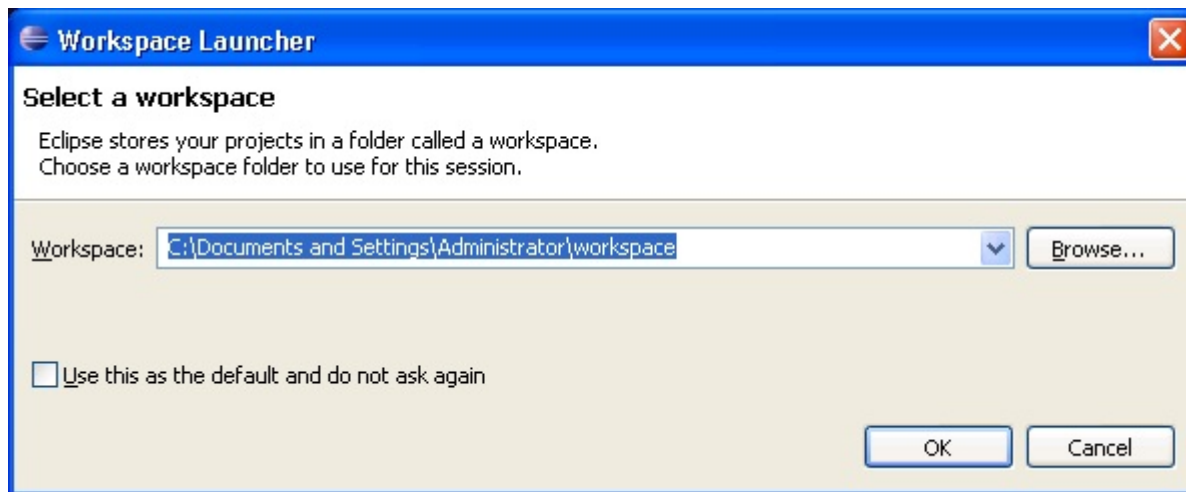 Workspace Launcher
Select a workspace
Eclipse stores your projects in a folder called a workspace.
Choose a workspace folder to use for this session.
Workspace: C:\Documents and Settings\Administrator\workspace Browse...
Use this as the default and do not ask again
OK Cancel